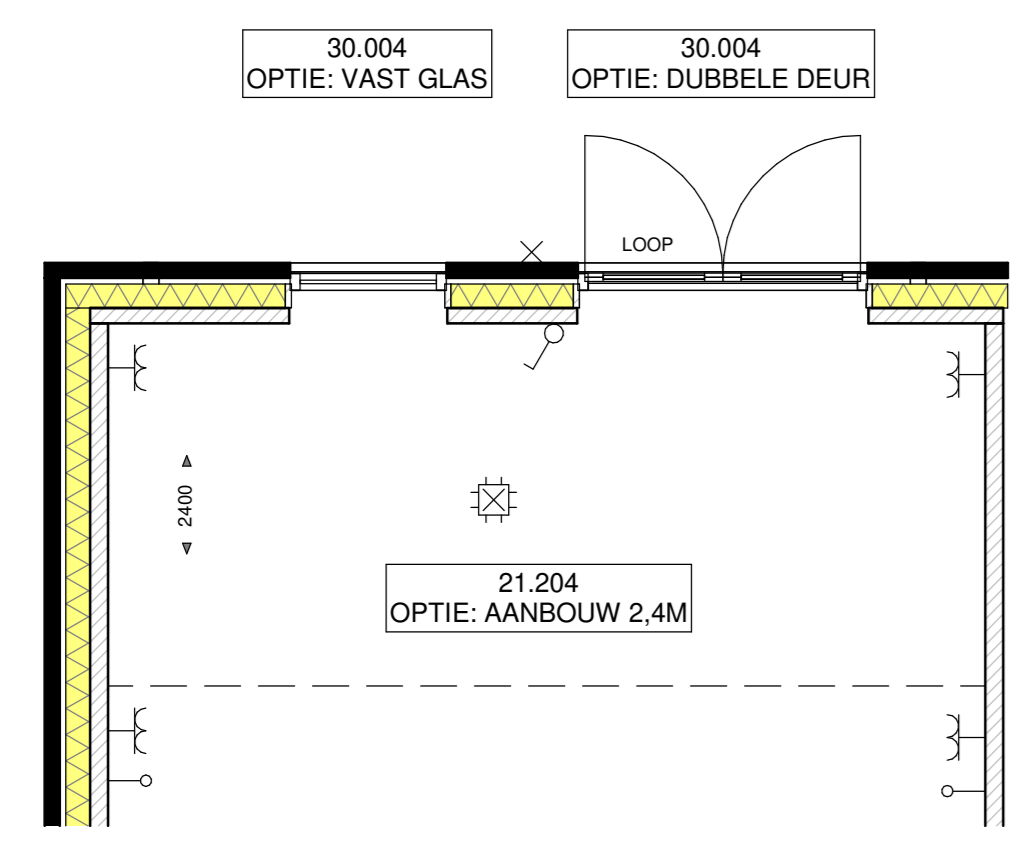 30.004
OPTIE: VAST GLAS
30.004
OPTIE: DUBBELE DEUR
LOOP
2400
21.204
OPTIE: AANBOUW 2,4M